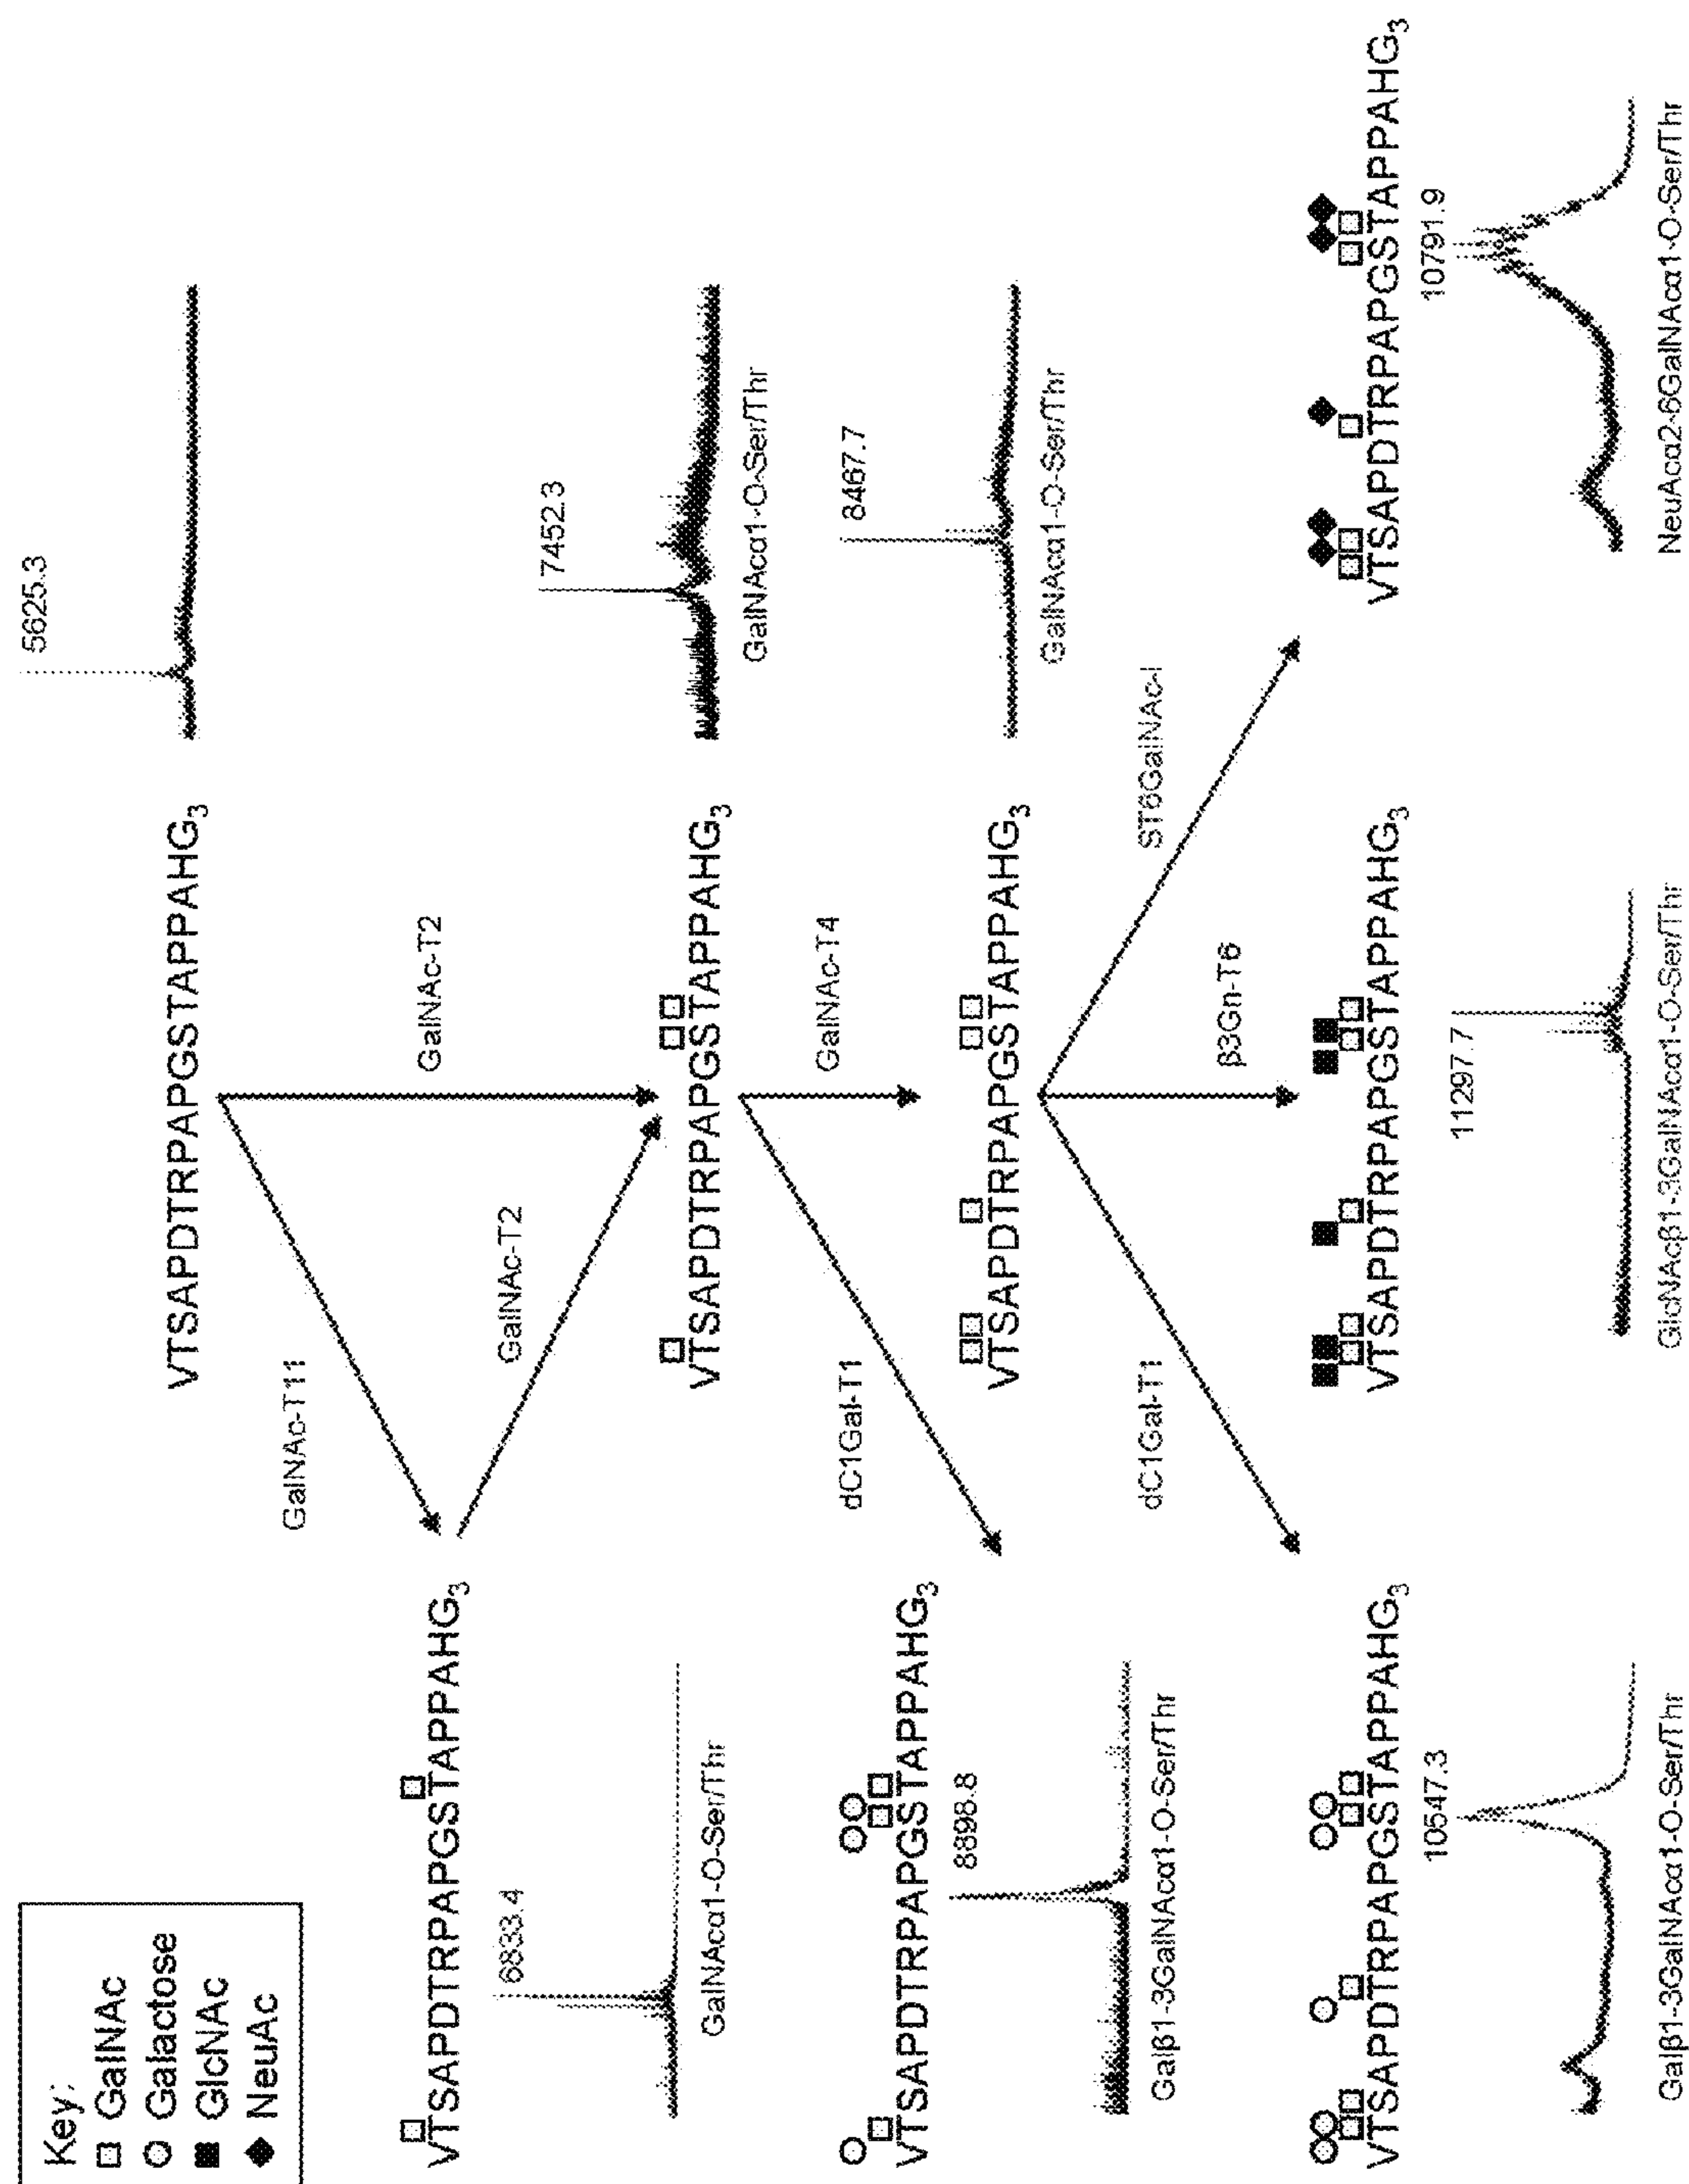 Key:
GalNAc
Galactose
GlcNAc
NeuAc
VTSAPDTRPAPGSTAPPAHG3
5625.3
GalNAc-T11
GalNAc-T2
GalNAc-T2
VTSAPDTRPAPGSTAPPAHG3
6833.4
GalNAcα1-O-Ser/Thr
VTSAPDTRPAPGSTAPPAHG3
7452.3
GalNAcα1-O-Ser/Thr
dC1Gal-T1
GalNAc-T4
VTSAPDTRPAPGSTAPPAHG3
8898.8
Galβ1-3GalNAcα1-O-Ser/Thr
VTSAPDTRPAPGSTAPPAHG3
8467.7
GalNAcα1-O-Ser/Thr
dC1Gal-T1
β3Gn-T6
ST6GalNAc-I
VTSAPDTRPAPGSTAPPAHG3
10547.3
Galβ1-3GalNAcα1-O-Ser/Thr
VTSAPDTRPAPGSTAPPAHG3
11297.7
GlcNAcβ1-3GalNAcα1-O-Ser/Thr
VTSAPDTRPAPGSTAPPAHG3
10791.9
NeuAcα2-6GalNAcα1-O-Ser/Thr